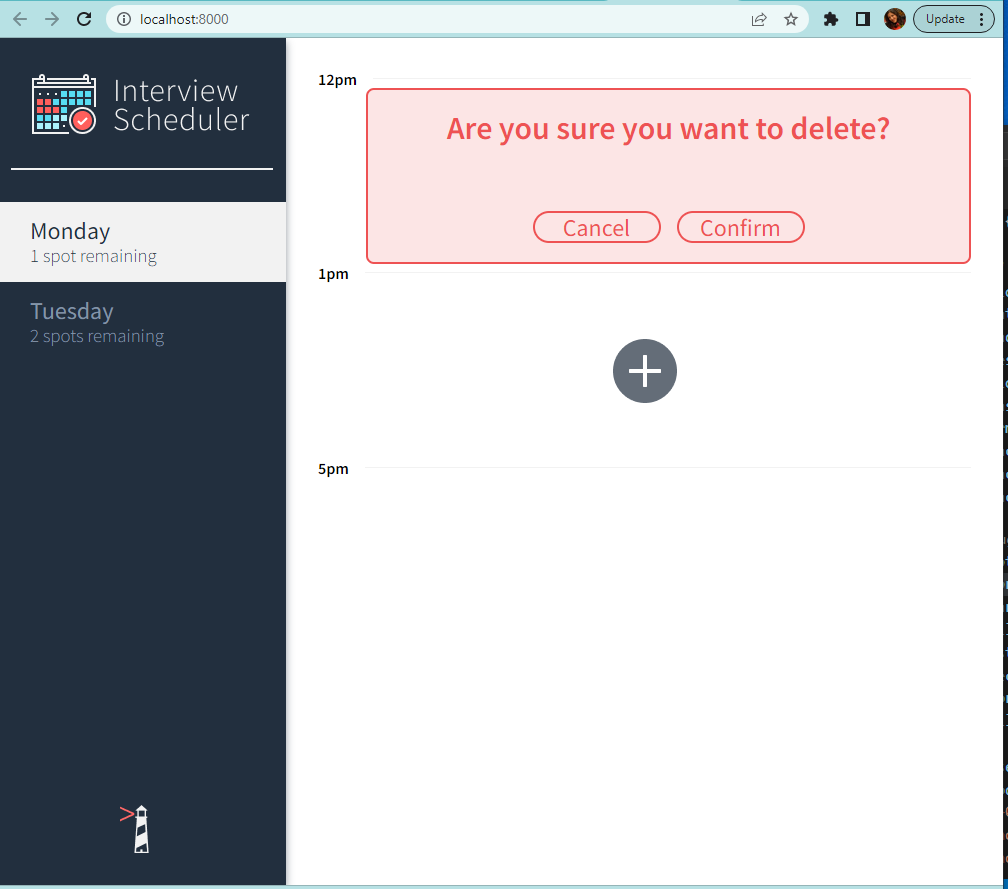 localhost:8000
Update
Interview
Scheduler
Monday
1 spot remaining
Tuesday
2 spots remaining
12pm
Are you sure you want to delete?
Cancel Confirm
1pm
5pm